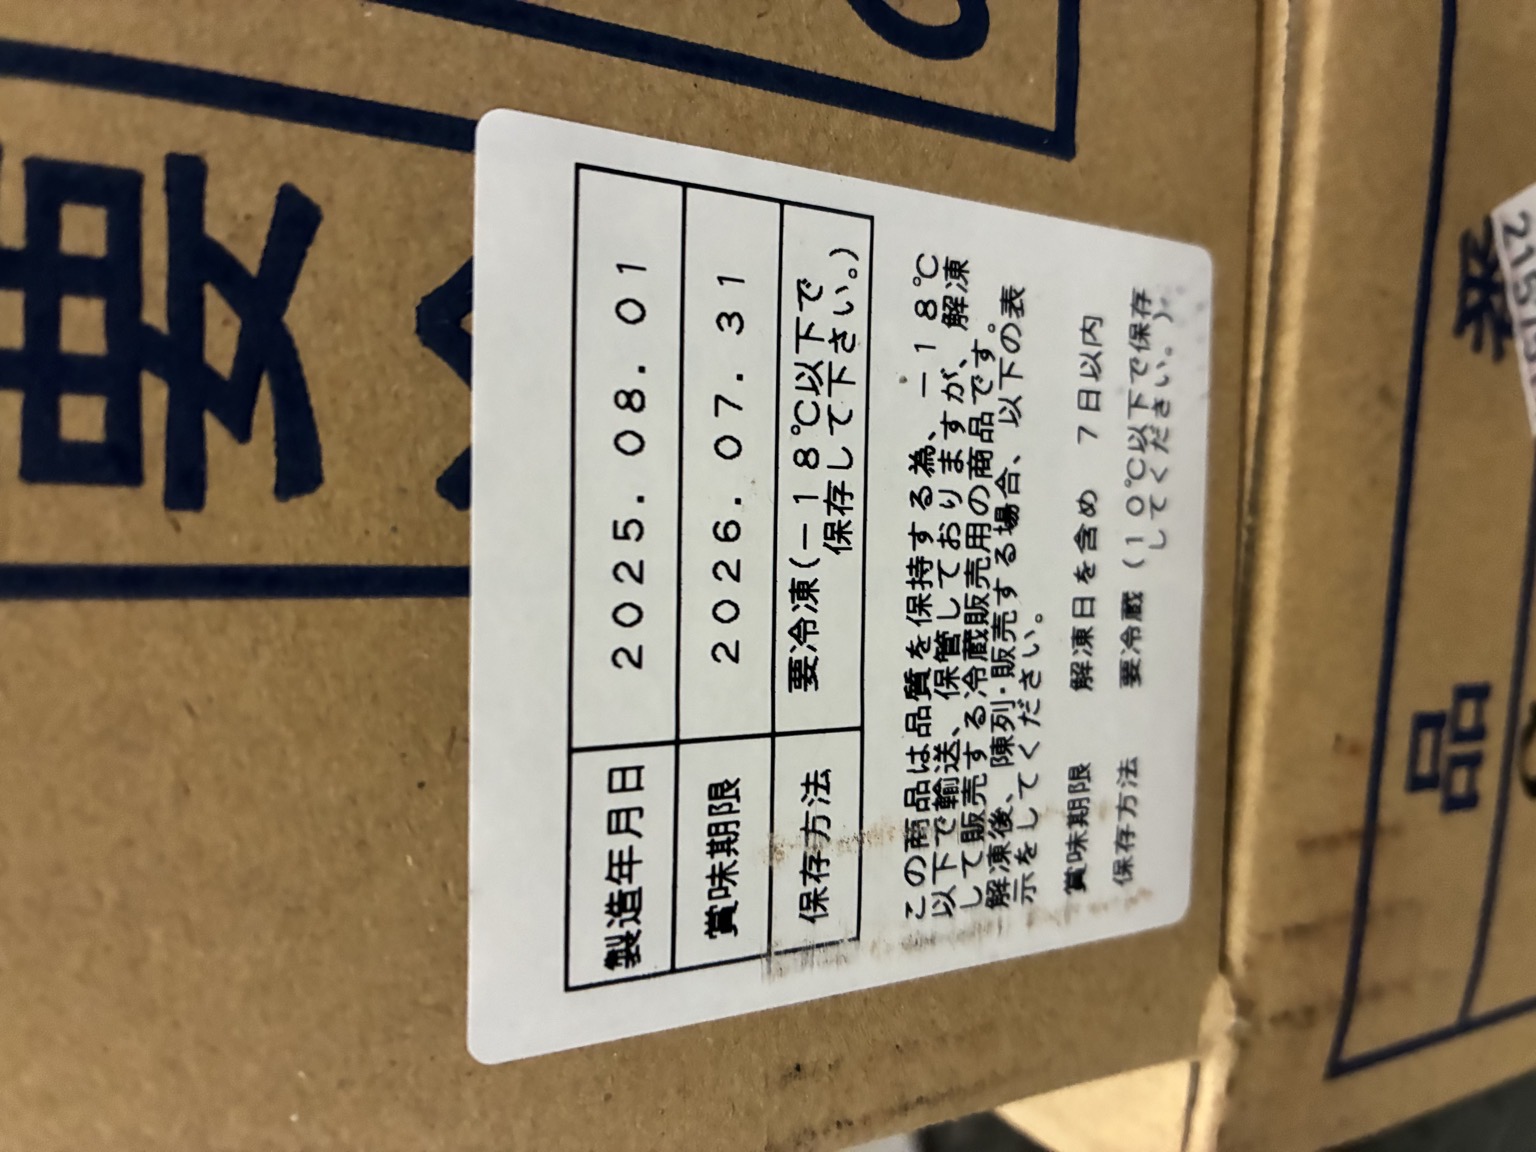 製造年月日 2025.08.01
賞味期限 2026.07.31
保存方法 要冷凍(－18℃以下で
保存して下さい。)
この商品は品質を保持する為、－18℃
以下で輸送、保管しておりますが、解凍
して販売する冷蔵販売用の商品です。
解凍後、陳列・販売する場合、以下の表
示をしてください。
賞味期限 解凍日を含め 7日以内
保存方法 要冷蔵(10℃以下で保存
してください。)
要
品
番